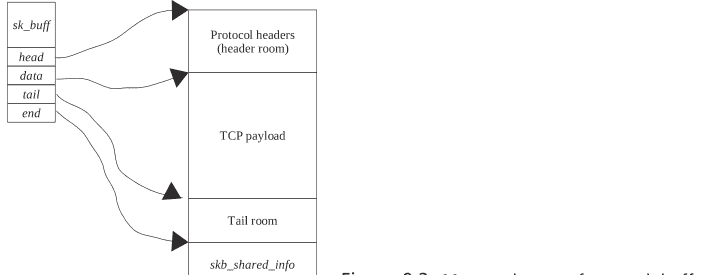 sk_buff
head
data
tail
end
Protocol headers
(header room)
TCP payload
Tail room
skb_shared_info